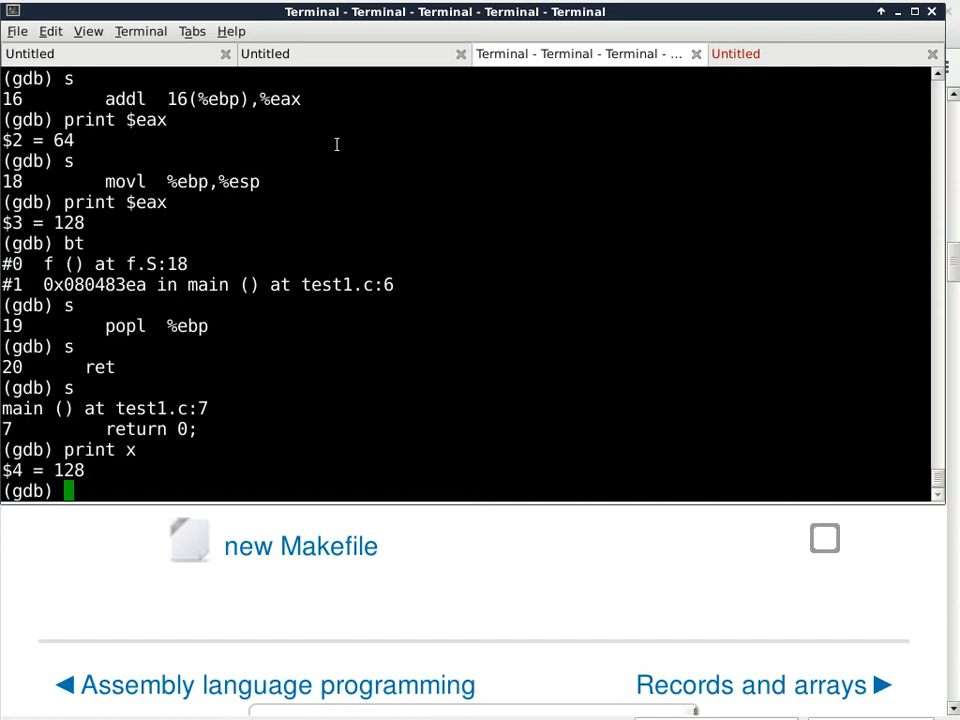 Terminal - Terminal - Terminal - Terminal - Terminal
File Edit View Terminal Tabs Help
Untitled Untitled Terminal - Terminal - Terminal - ... Untitled
(gdb) s
16        addl  16(%ebp),%eax
(gdb) print $eax
$2 = 64
(gdb) s
18        movl  %ebp,%esp
(gdb) print $eax
$3 = 128
(gdb) bt
#0  f () at f.S:18
#1  0x080483ea in main () at test1.c:6
(gdb) s
19        popl  %ebp
(gdb) s
20      ret
(gdb) s
main () at test1.c:7
7         return 0;
(gdb) print x
$4 = 128
(gdb)
new Makefile
◀ Assembly language programming
Records and arrays ▶